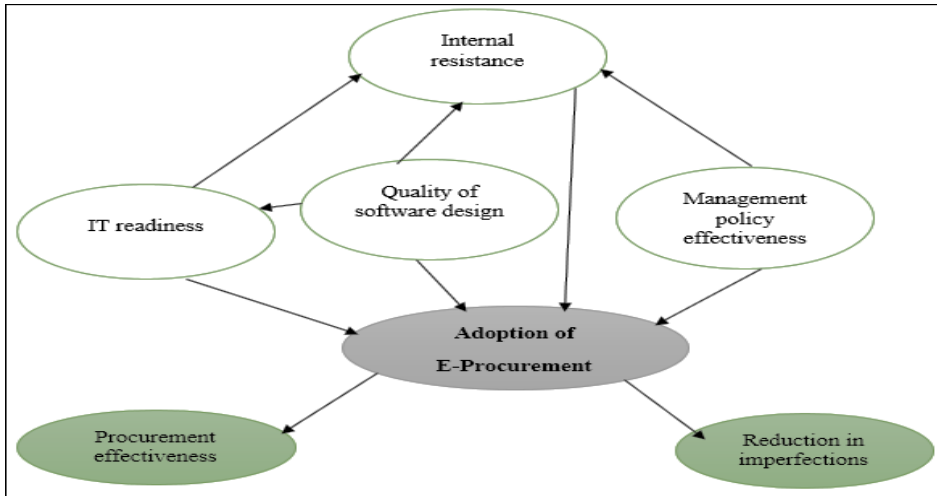 Internal
resistance
IT readiness
Quality of
software design
Management
policy
effectiveness
Adoption of
E-Procurement
Procurement
effectiveness
Reduction in
imperfections